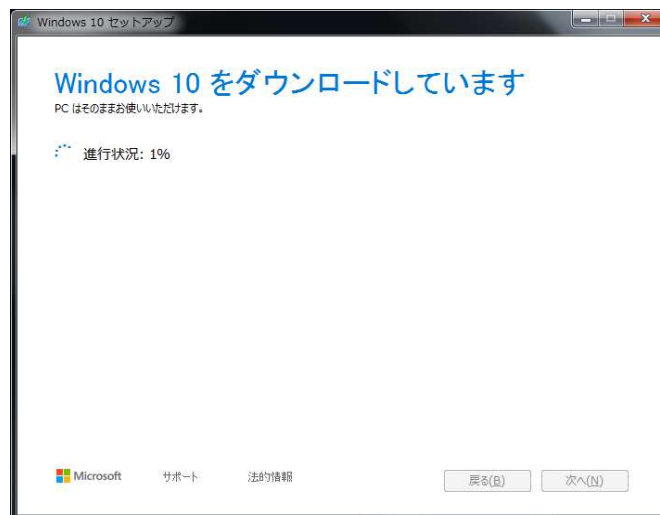 Windows 10 セットアップ
Windows 10 をダウンロードしています
PC はそのままお使いいただけます。
進行状況: 1%
Microsoft サポート 法的情報 戻る(B) 次へ(N)